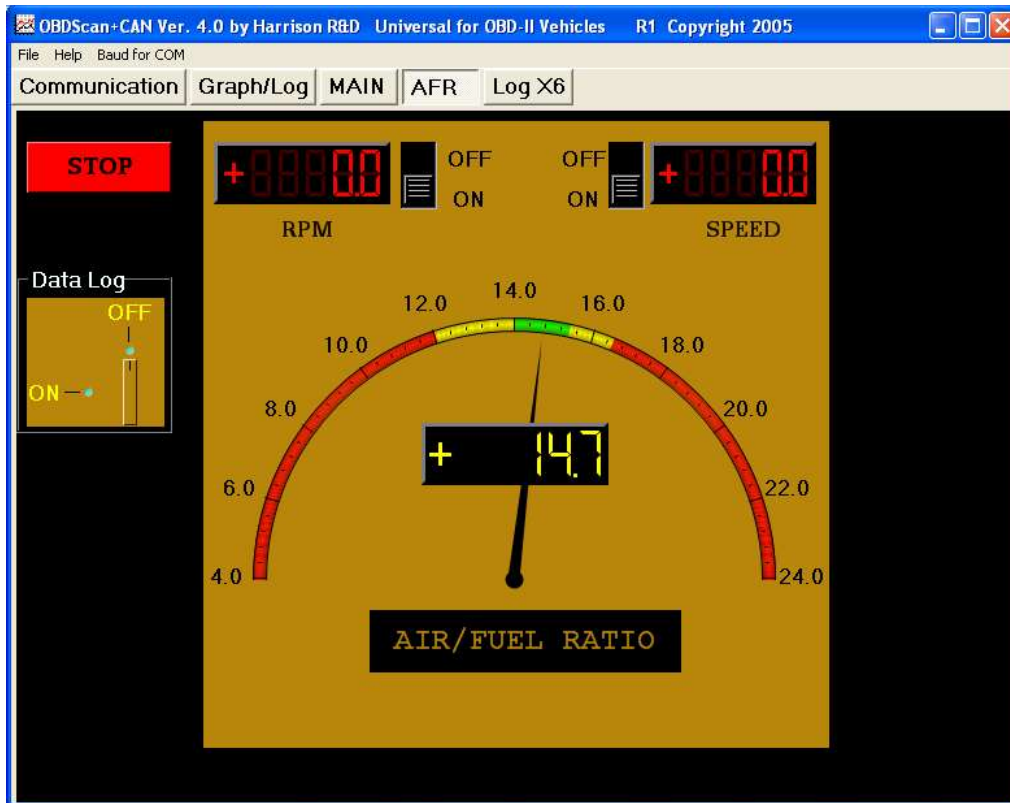 OBDScan+CAN Ver. 4.0 by Harrison R&D Universal for OBD-II Vehicles R1 Copyright 2005
File Help Baud for COM
Communication Graph/Log MAIN AFR Log X6
STOP
+ 0.0 OFF ON
RPM
OFF ON + 0.0
SPEED
Data Log
OFF
ON
4.0
6.0
8.0
10.0
12.0
14.0
16.0
18.0
20.0
22.0
24.0
+ 14.7
AIR/FUEL RATIO